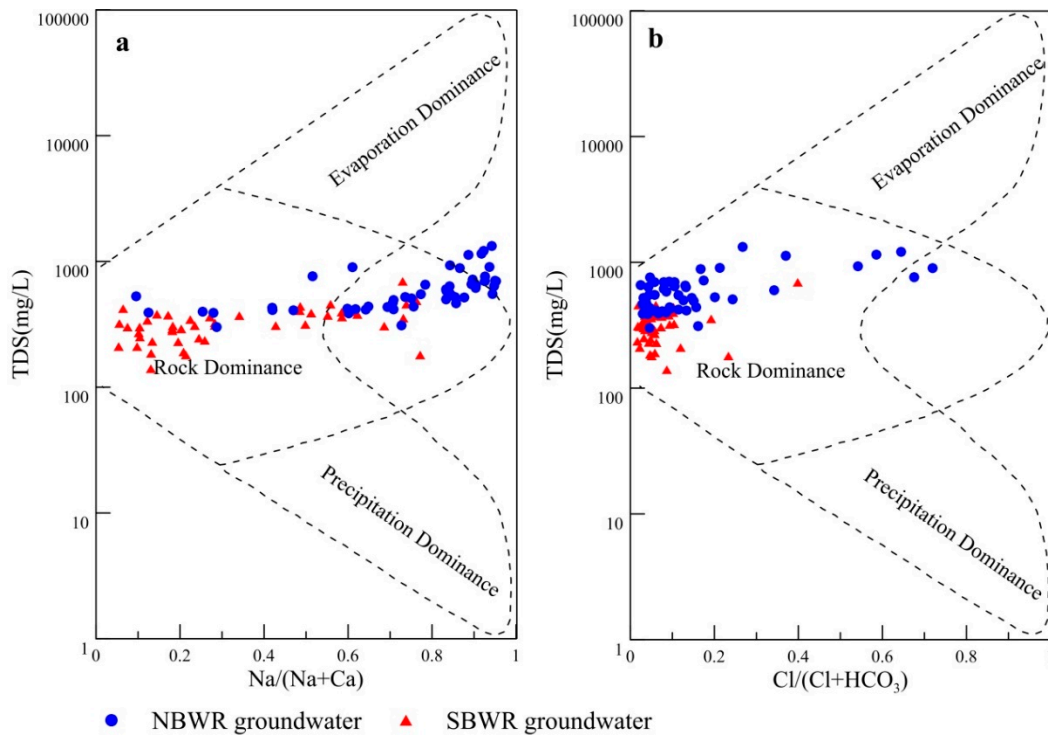 a
b
100000
10000
1000
100
10
1
TDS(mg/L)
Evaporation Dominance
Rock Dominance
Precipitation Dominance
0 0.2 0.4 0.6 0.8 1
Na/(Na+Ca)
100000
10000
1000
100
10
1
TDS(mg/L)
Evaporation Dominance
Rock Dominance
Precipitation Dominance
0 0.2 0.4 0.6 0.8 1
Cl/(Cl+HCO₃)
NBWR groundwater SBWR groundwater